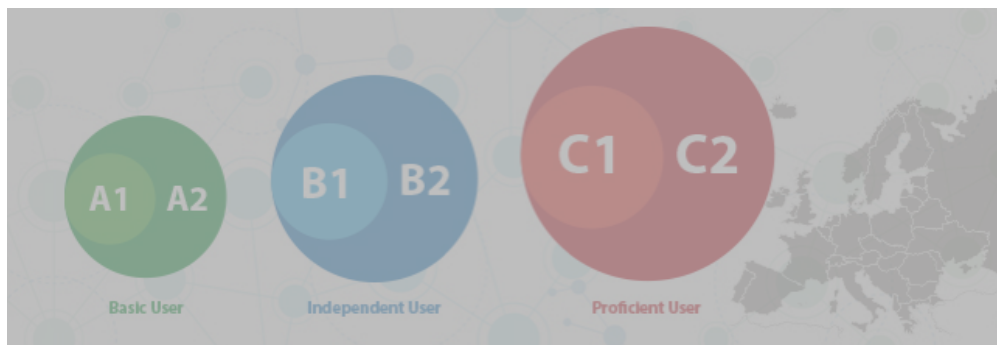 A1 A2
B1 B2
C1 C2
Basic User
Independent User
Proficient User